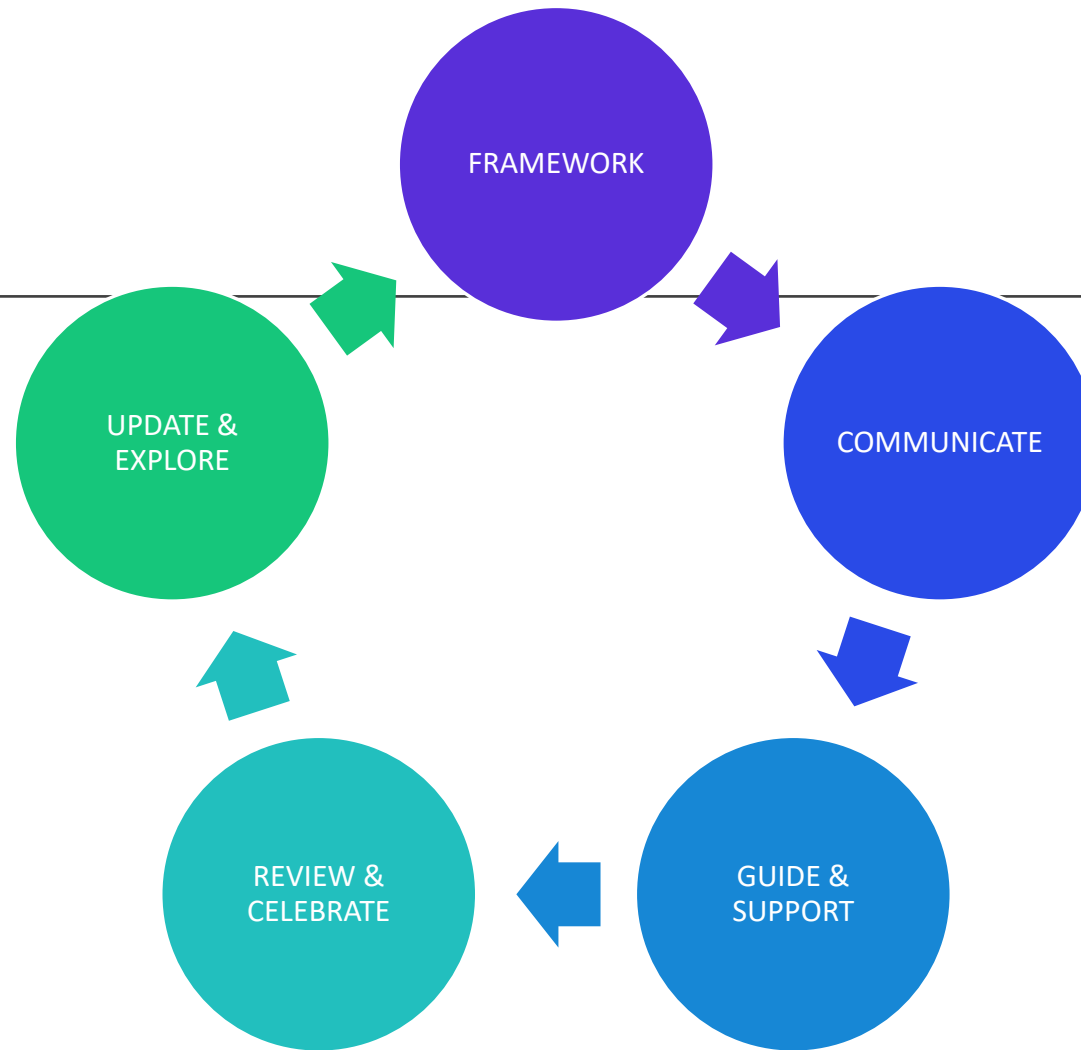 FRAMEWORK
COMMUNICATE
GUIDE &
SUPPORT
REVIEW &
CELEBRATE
UPDATE &
EXPLORE